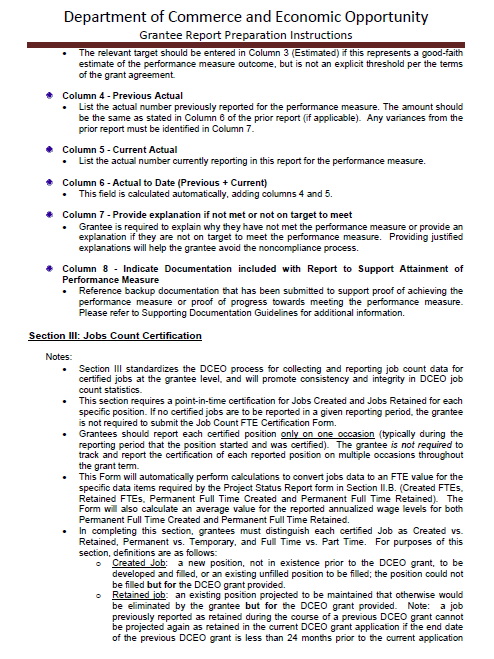 Department of Commerce and Economic Opportunity
Grantee Report Preparation Instructions
• The relevant target should be entered in Column 3 (Estimated) if this represents a good-faith
estimate of the performance measure outcome, but is not an explicit threshold per the terms
of the grant agreement.
Column 4 - Previous Actual
• List the actual number previously reported for the performance measure. The amount should
be the same as stated in Column 6 of the prior report (if applicable). Any variances from the
prior report must be identified in Column 7.
Column 5 - Current Actual
• List the actual number currently reporting in this report for the performance measure.
Column 6 - Actual to Date (Previous + Current)
• This field is calculated automatically, adding columns 4 and 5.
Column 7 - Provide explanation if not met or not on target to meet
• Grantee is required to explain why they have not met the performance measure or provide an
explanation if they are not on target to meet the performance measure. Providing justified
explanations will help the grantee avoid the noncompliance process.
Column 8 - Indicate Documentation included with Report to Support Attainment of
Performance Measure
• Reference backup documentation that has been submitted to support proof of achieving the
performance measure or proof of progress towards meeting the performance measure.
Please refer to Supporting Documentation Guidelines for additional information.
Section III: Jobs Count Certification
Notes:
• Section III standardizes the DCEO process for collecting and reporting job count data for
certified jobs at the grantee level, and will promote consistency and integrity in DCEO job
count statistics.
• This section requires a point-in-time certification for Jobs Created and Jobs Retained for each
specific position. If no certified jobs are to be reported in a given reporting period, the grantee
is not required to submit the Job Count FTE Certification Form.
• Grantees should report each certified position only on one occasion (typically during the
reporting period that the position started and was certified). The grantee is not required to
track and report the certification of each reported position on multiple occasions throughout
the grant term.
• This Form will automatically perform calculations to convert jobs data to an FTE value for the
specific data items required by the Project Status Report form in Section II.B. (Created FTEs,
Retained FTEs, Permanent Full Time Created and Permanent Full Time Retained). The
Form will also calculate an average value for the reported annualized wage levels for both
Permanent Full Time Created and Permanent Full Time Retained.
• In completing this section, grantees must distinguish each certified Job as Created vs.
Retained, Permanent vs. Temporary, and Full Time vs. Part Time. For purposes of this
section, definitions are as follows:
o Created Job: a new position, not in existence prior to the DCEO grant, to be
developed and filled, or an existing unfilled position to be filled; the position could not
be filled but for the DCEO grant provided.
o Retained job: an existing position projected to be maintained that otherwise would
be eliminated by the grantee but for the DCEO grant provided. Note: a job
previously reported as retained during the course of a previous DCEO grant cannot
be projected again as retained in the current DCEO grant application if the end date
of the previous DCEO grant is less than 24 months prior to the current application